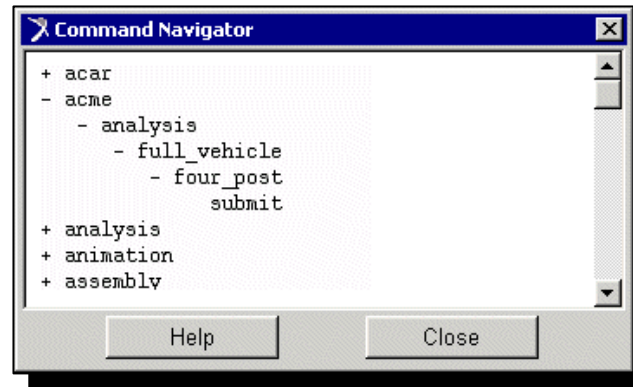 Command Navigator
+ acar
- acme
- analysis
- full_vehicle
- four_post
submit
+ analysis
+ animation
+ assembly
Help
Close